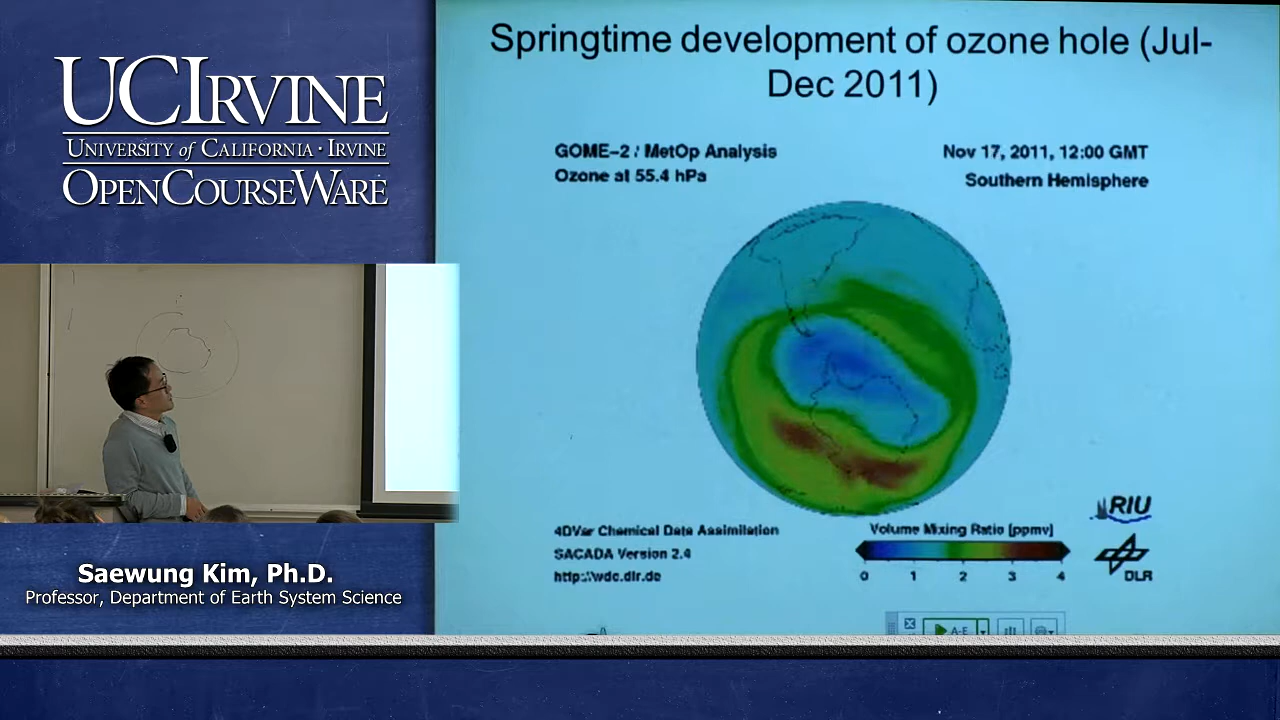 UCIRVINE
UNIVERSITY of CALIFORNIA · IRVINE
OPENCOURSEWARE
Springtime development of ozone hole (Jul-
Dec 2011)
GOME-2 / MetOp Analysis
Ozone at 55.4 hPa
Nov 17, 2011, 12:00 GMT
Southern Hemisphere
4DVar Chemical Data Assimilation
SACADA Version 2.4
http://wdc.dlr.de
Volume Mixing Ratio [ppmv]
0 1 2 3 4
RIU
DLR
A-E
Saewung Kim, Ph.D.
Professor, Department of Earth System Science